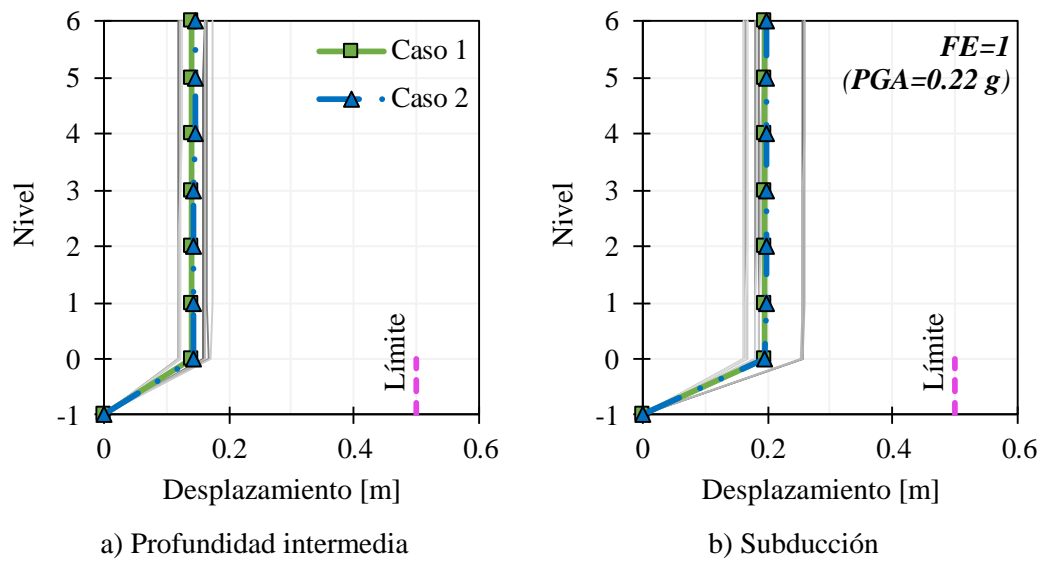 6
5
4
3
2
1
0
-1
Nivel
Caso 1
Caso 2
Límite
0
0.2
0.4
0.6
Desplazamiento [m]
a) Profundidad intermedia
6
5
4
3
2
1
0
-1
Nivel
FE=1
(PGA=0.22 g)
Límite
0
0.2
0.4
0.6
Desplazamiento [m]
b) Subducción